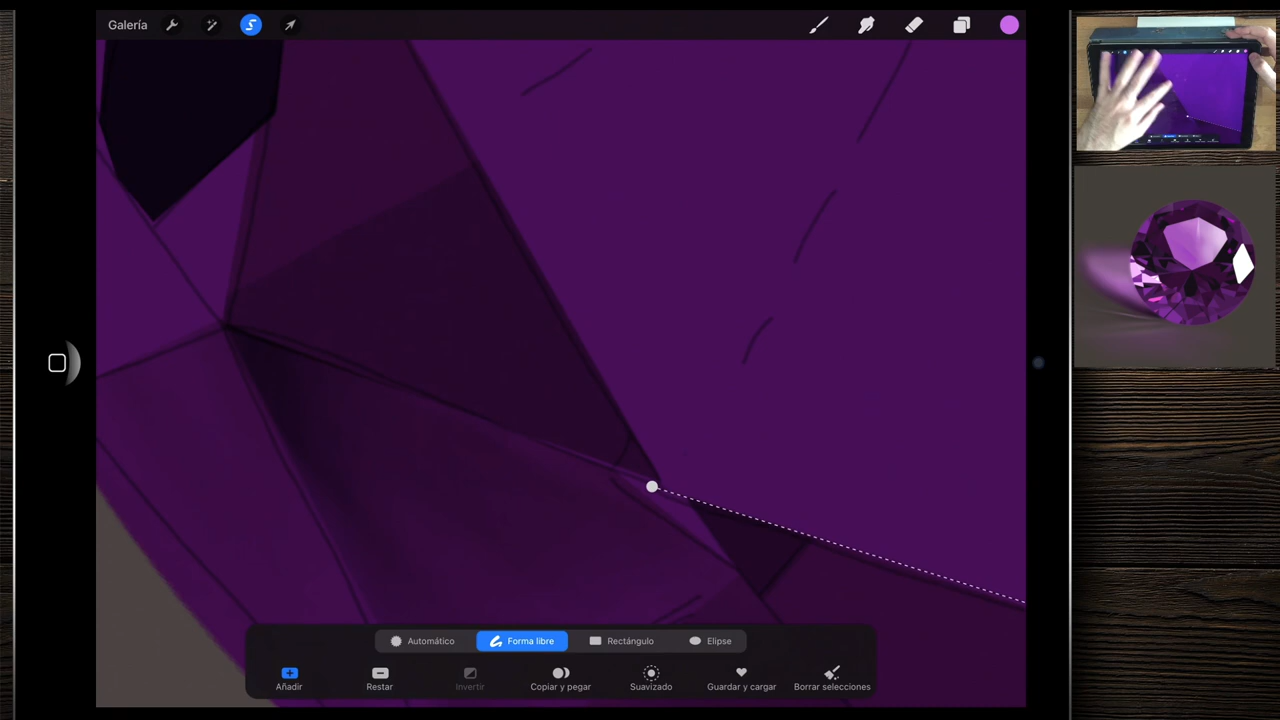 Galería
Automático
Forma libre
Rectángulo
Elipse
Añadir
Restar
Invertir
Copiar y pegar
Suavizado
Guardar y cargar
Borrar selecciones